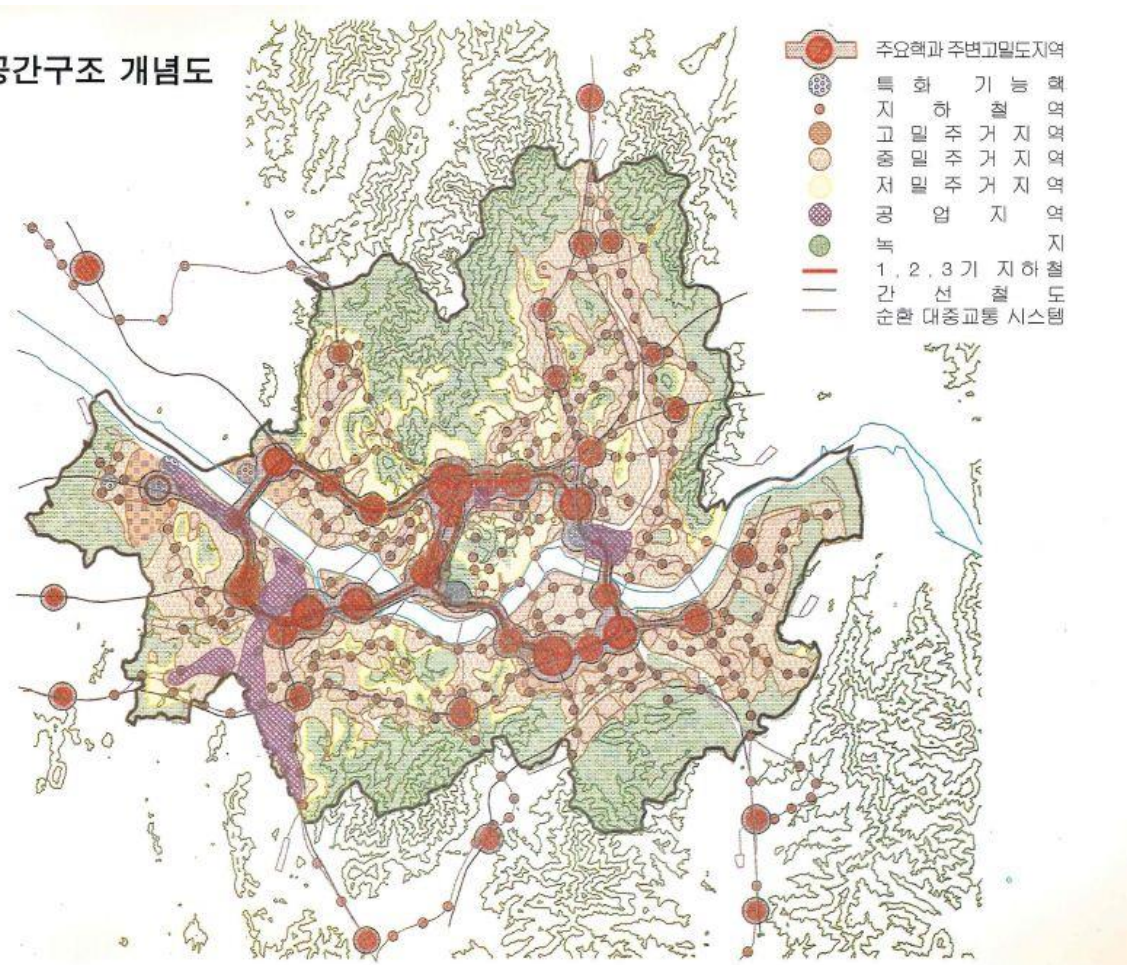 공간구조 개념도
주요핵과 주변고밀도지역
특화 기능핵
지하철역
고밀주거지역
중밀주거지역
저밀주거지역
공업지역
녹지
1,2,3기 지하철
간선철도
순환 대중교통 시스템